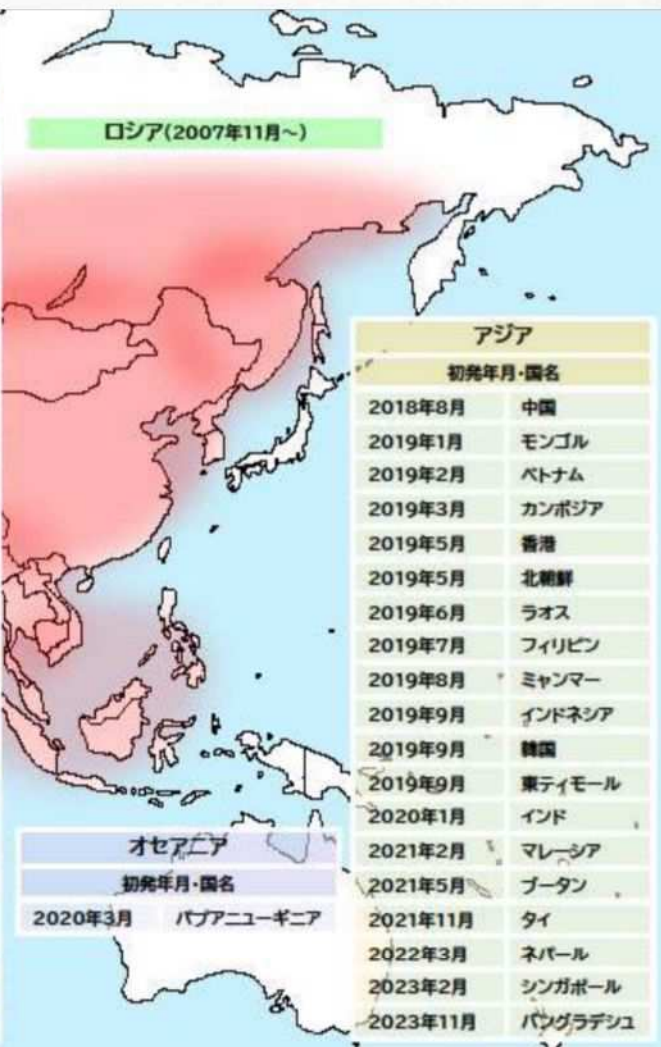 ロシア(2007年11月～)
アジア
初発年月･国名
2018年8月 中国
2019年1月 モンゴル
2019年2月 ベトナム
2019年3月 カンボジア
2019年5月 香港
2019年5月 北朝鮮
2019年6月 ラオス
2019年7月 フィリピン
2019年8月 ミャンマー
2019年9月 インドネシア
2019年9月 韓国
2019年9月 東ティモール
2020年1月 インド
2021年2月 マレーシア
2021年5月 ブータン
2021年11月 タイ
2022年3月 ネパール
2023年2月 シンガポール
2023年11月 バングラデシュ
オセアニア
初発年月･国名
2020年3月 パプアニューギニア